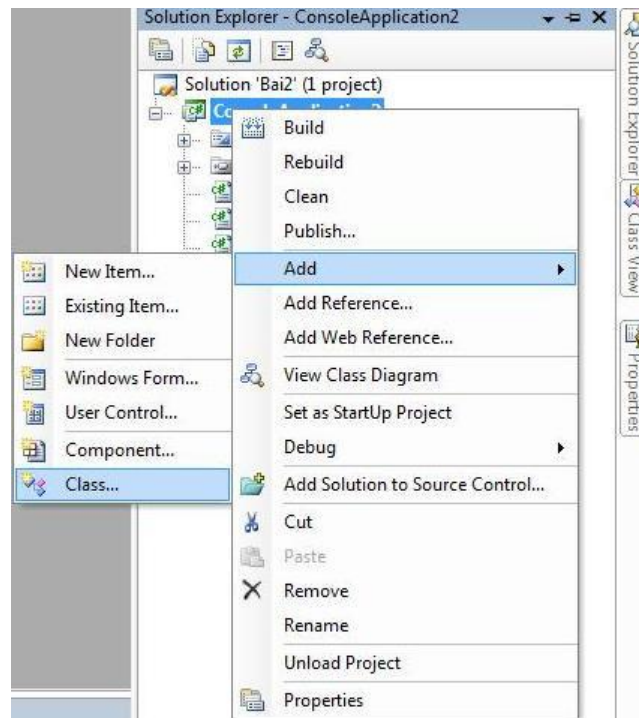 Solution Explorer - ConsoleApplication2
Solution 'Bai2' (1 project)
Build
Rebuild
Clean
Publish...
Add
Add Reference...
Add Web Reference...
View Class Diagram
Set as StartUp Project
Debug
Add Solution to Source Control...
Cut
Paste
Remove
Rename
Unload Project
Properties
New Item...
Existing Item...
New Folder
Windows Form...
User Control...
Component...
Class...
Solution Explorer
Class View
Properties